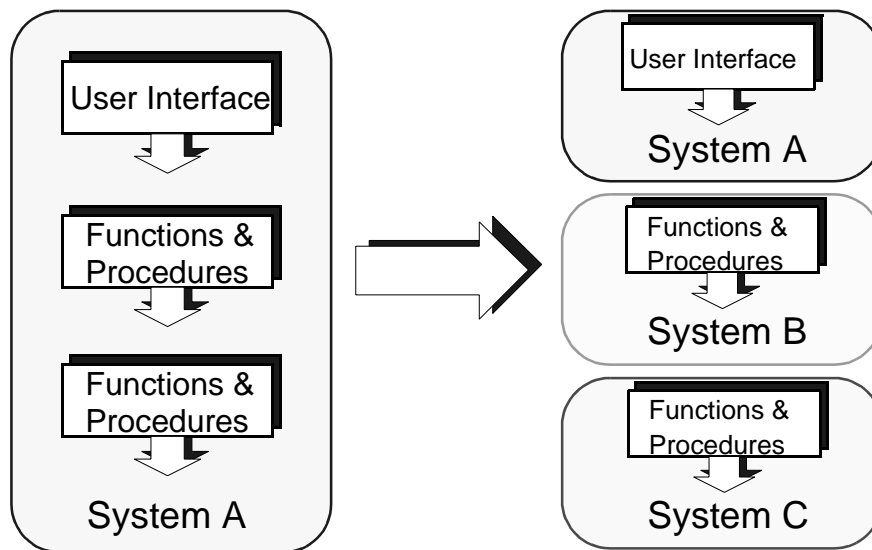 User Interface
Functions &
Procedures
Functions &
Procedures
System A
User Interface
System A
Functions &
Procedures
System B
Functions &
Procedures
System C